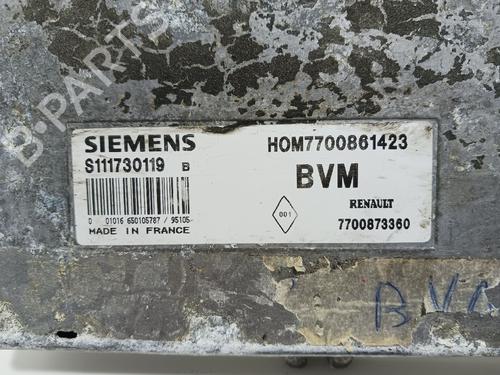 B-PARTS
SIEMENS
S111730119 B
0 01016 650105787 / 95105
MADE IN FRANCE
HOM7700861423
BVM
001
RENAULT
7700873360